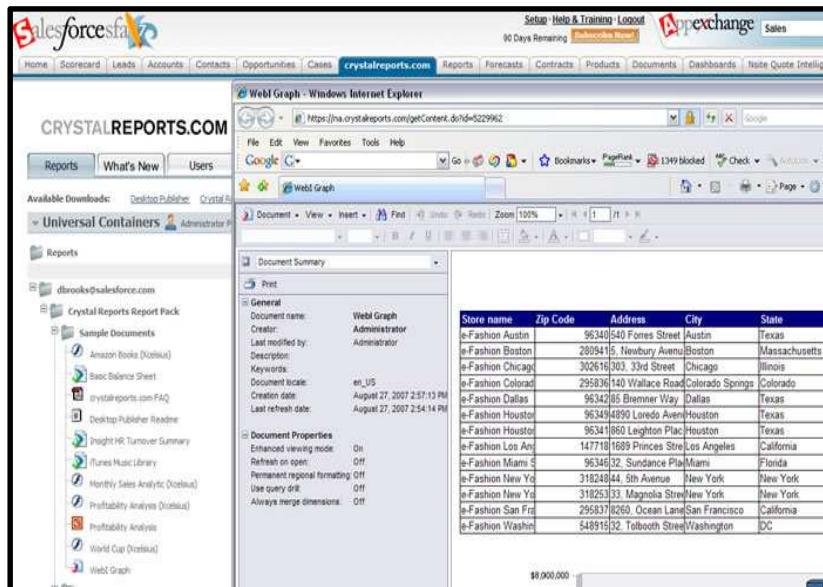 Salesforcesfa
Setup · Help & Training · Logout
90 Days Remaining Subscribe Now!
Appexchange
Sales
Home Scorecard Leads Accounts Contacts Opportunities Cases crystalreports.com Reports Forecasts Contracts Products Documents Dashboards Nsite Quote Intellig
CRYSTALREPORTS.COM
Reports What's New Users
Available Downloads: Desktop Publisher Crystal R
Universal Containers Administrator P
Reports
dbrooks@salesforce.com
Crystal Reports Report Pack
Sample Documents
Amazon Books (Xcelsius)
Basic Balance Sheet
crystalreports.com FAQ
Desktop Publisher Readme
Insight HR Turnover Summary
iTunes Music Library
Monthly Sales Analytic (Xcelsius)
Profitability Analysis (Xcelsius)
Profitability Analysis
World Cup (Xcelsius)
WebI Graph
WebI Graph - Windows Internet Explorer
https://na.crystalreports.com/getContent.do?id=5229962
Google
File Edit View Favorites Tools Help
Google G Go Bookmarks PageRank 1349 blocked Check
WebI Graph
Page
Document View Insert Find Undo Redo Zoom 100% 1 /1
B I U A
Document Summary
Print
General
Document name: WebI Graph
Creator: Administrator
Last modified by: Administrator
Description:
Keywords:
Document locale: en_US
Creation date: August 27, 2007 2:57:13 PM
Last refresh date: August 27, 2007 2:54:14 PM
Document Properties
Enhanced viewing mode: On
Refresh on open: Off
Permanent regional formatting: Off
Use query drill: Off
Always merge dimensions: Off
Store name Zip Code Address City State
e-Fashion Austin 96340 540 Forres Street Austin Texas
e-Fashion Boston 280941 5, Newbury Avenu Boston Massachusetts
e-Fashion Chicago 302616 303, 33rd Street Chicago Illinois
e-Fashion Colorad 295836 140 Wallace Road Colorado Springs Colorado
e-Fashion Dallas 96342 85 Bremner Way Dallas Texas
e-Fashion Houston 96349 4890 Loredo Aven Houston Texas
e-Fashion Houston 96341 860 Leighton Plac Houston Texas
e-Fashion Los Ang 147718 1689 Princes Stre Los Angeles California
e-Fashion Miami S 96346 32, Sundance Pla Miami Florida
e-Fashion New Yo 318248 44, 5th Avenue New York New York
e-Fashion New Yo 318253 33, Magnolia Stree New York New York
e-Fashion San Fra 295837 8260, Ocean Lane San Francisco California
e-Fashion Washin 548915 32, Tolbooth Stree Washington DC
$8,000,000